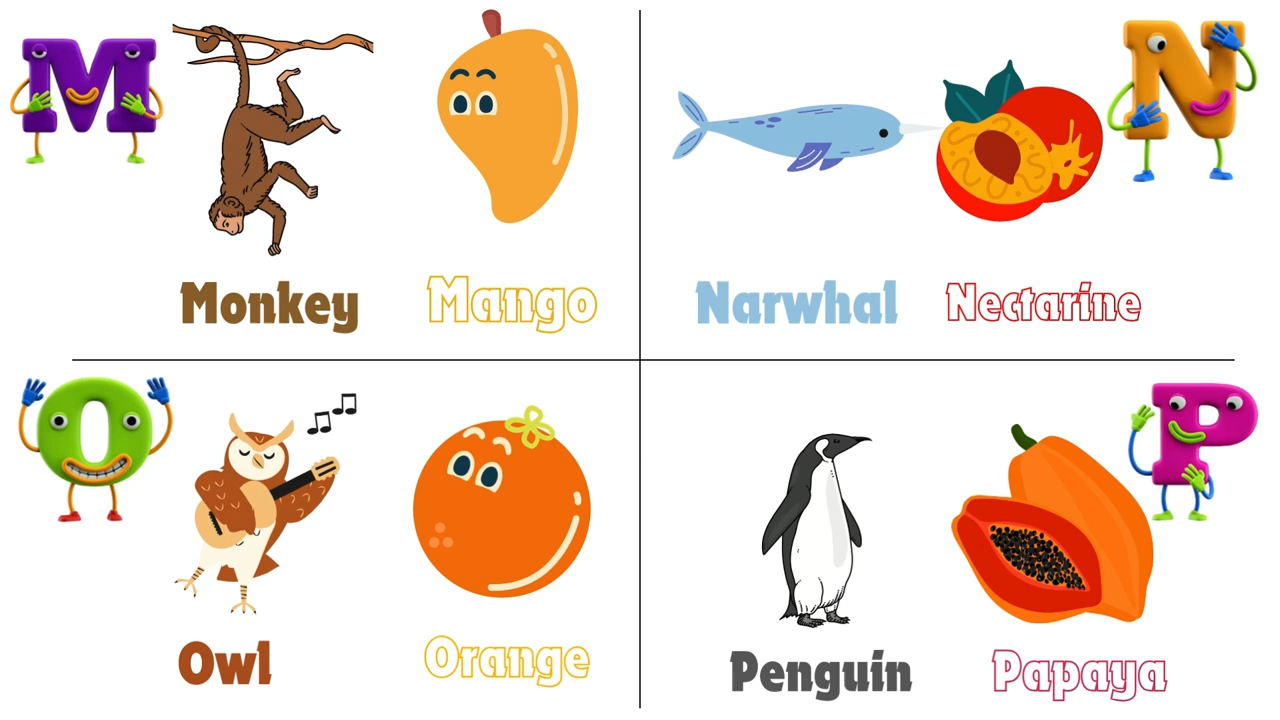 M
Monkey
Mango
N
Narwhal
Nectarine
O
Owl
Orange
P
Penguin
Papaya